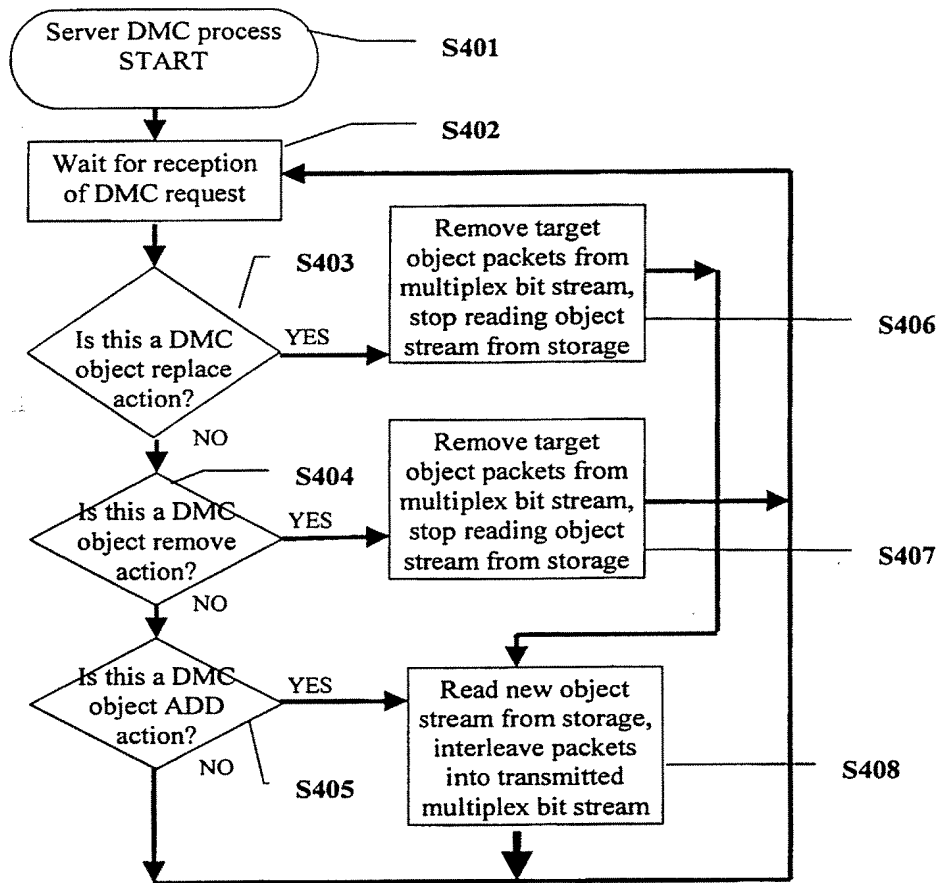 Server DMC process
START
S401
S402
Wait for reception
of DMC request
S403
Is this a DMC
object replace
action?
YES
NO
Remove target
object packets from
multiplex bit stream,
stop reading object
stream from storage
S406
S404
Is this a DMC
object remove
action?
YES
NO
Remove target
object packets from
multiplex bit stream,
stop reading object
stream from storage
S407
Is this a DMC
object ADD
action?
YES
NO
S405
Read new object
stream from storage,
interleave packets
into transmitted
multiplex bit stream
S408